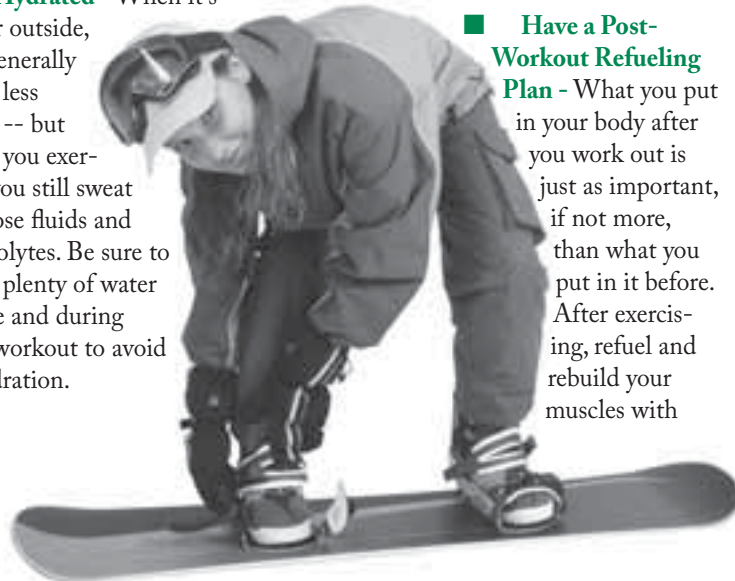 Hydrated - When it's
r outside,
enerally
less
-- but
you exer-
you still sweat
ose fluids and
olytes. Be sure to
plenty of water
e and during
workout to avoid
dration.
■ Have a Post-
Workout Refueling
Plan - What you put
in your body after
you work out is
just as important,
if not more,
than what you
put in it before.
After exercis-
ing, refuel and
rebuild your
muscles with